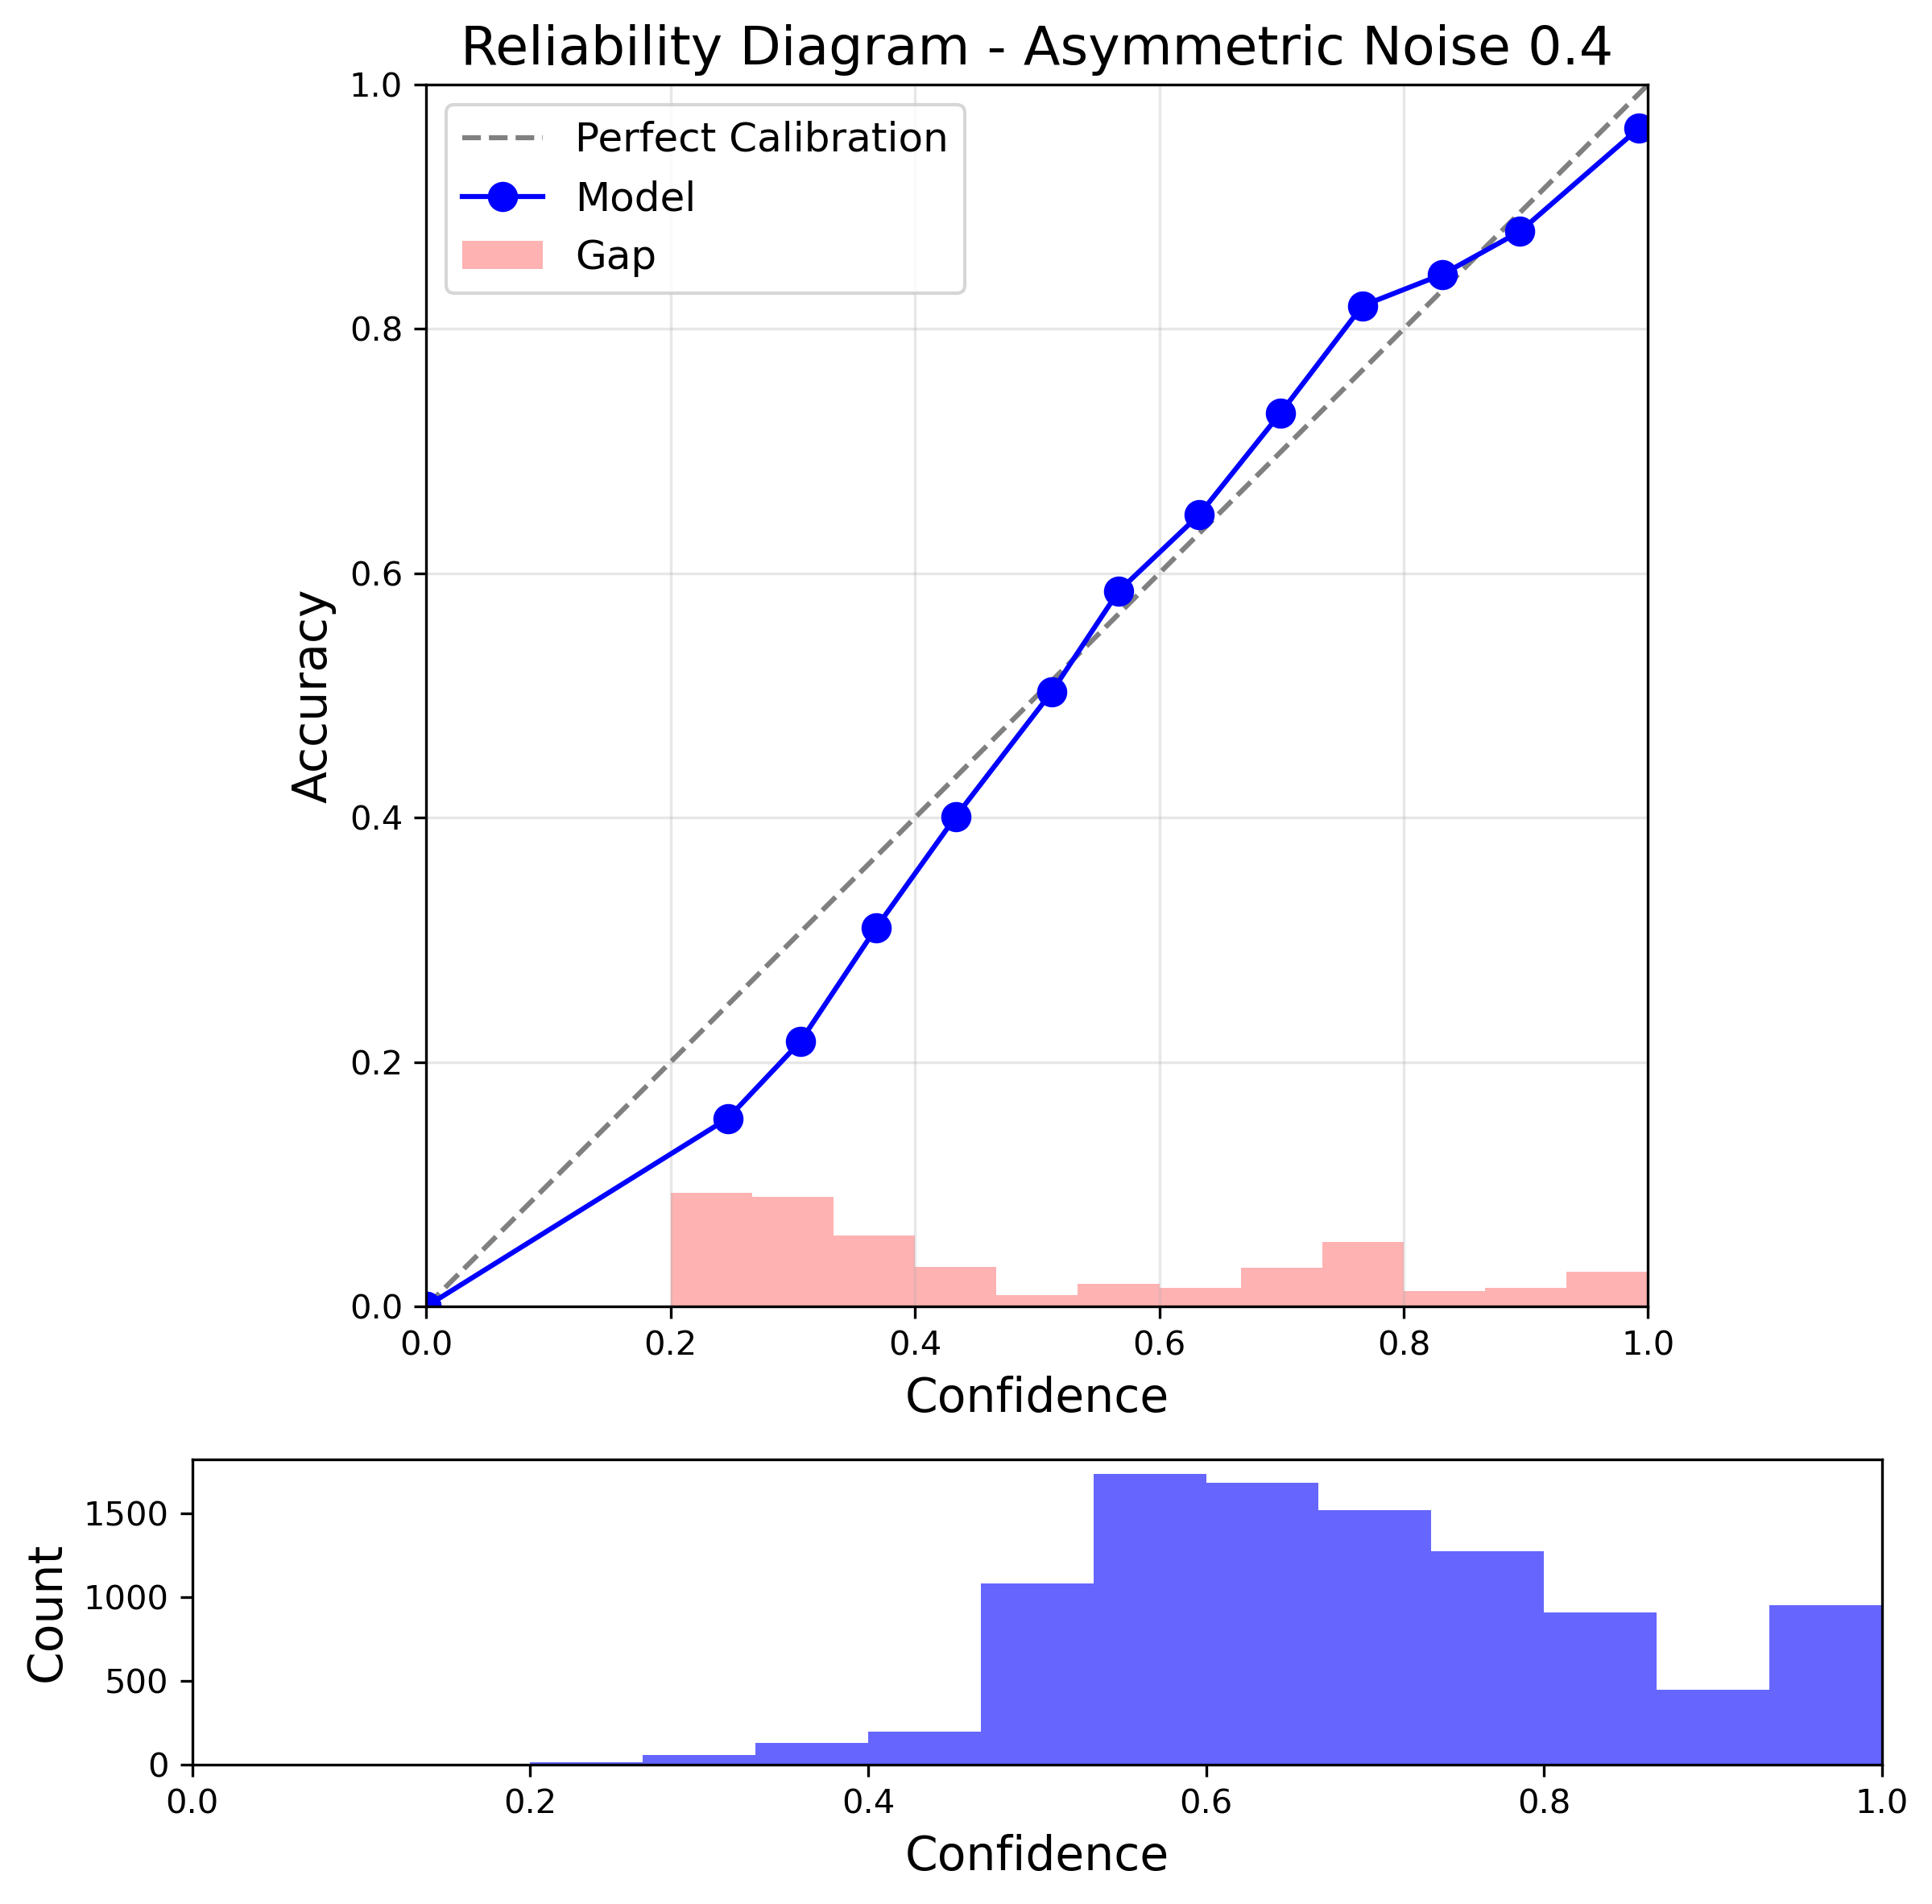 Reliability Diagram - Asymmetric Noise 0.4
1.0
0.8
0.6
0.4
0.2
0.0
Accuracy
Perfect Calibration
Model
Gap
0.0 0.2 0.4 0.6 0.8 1.0
Confidence
1500
1000
500
0
Count
0.0 0.2 0.4 0.6 0.8 1.0
Confidence